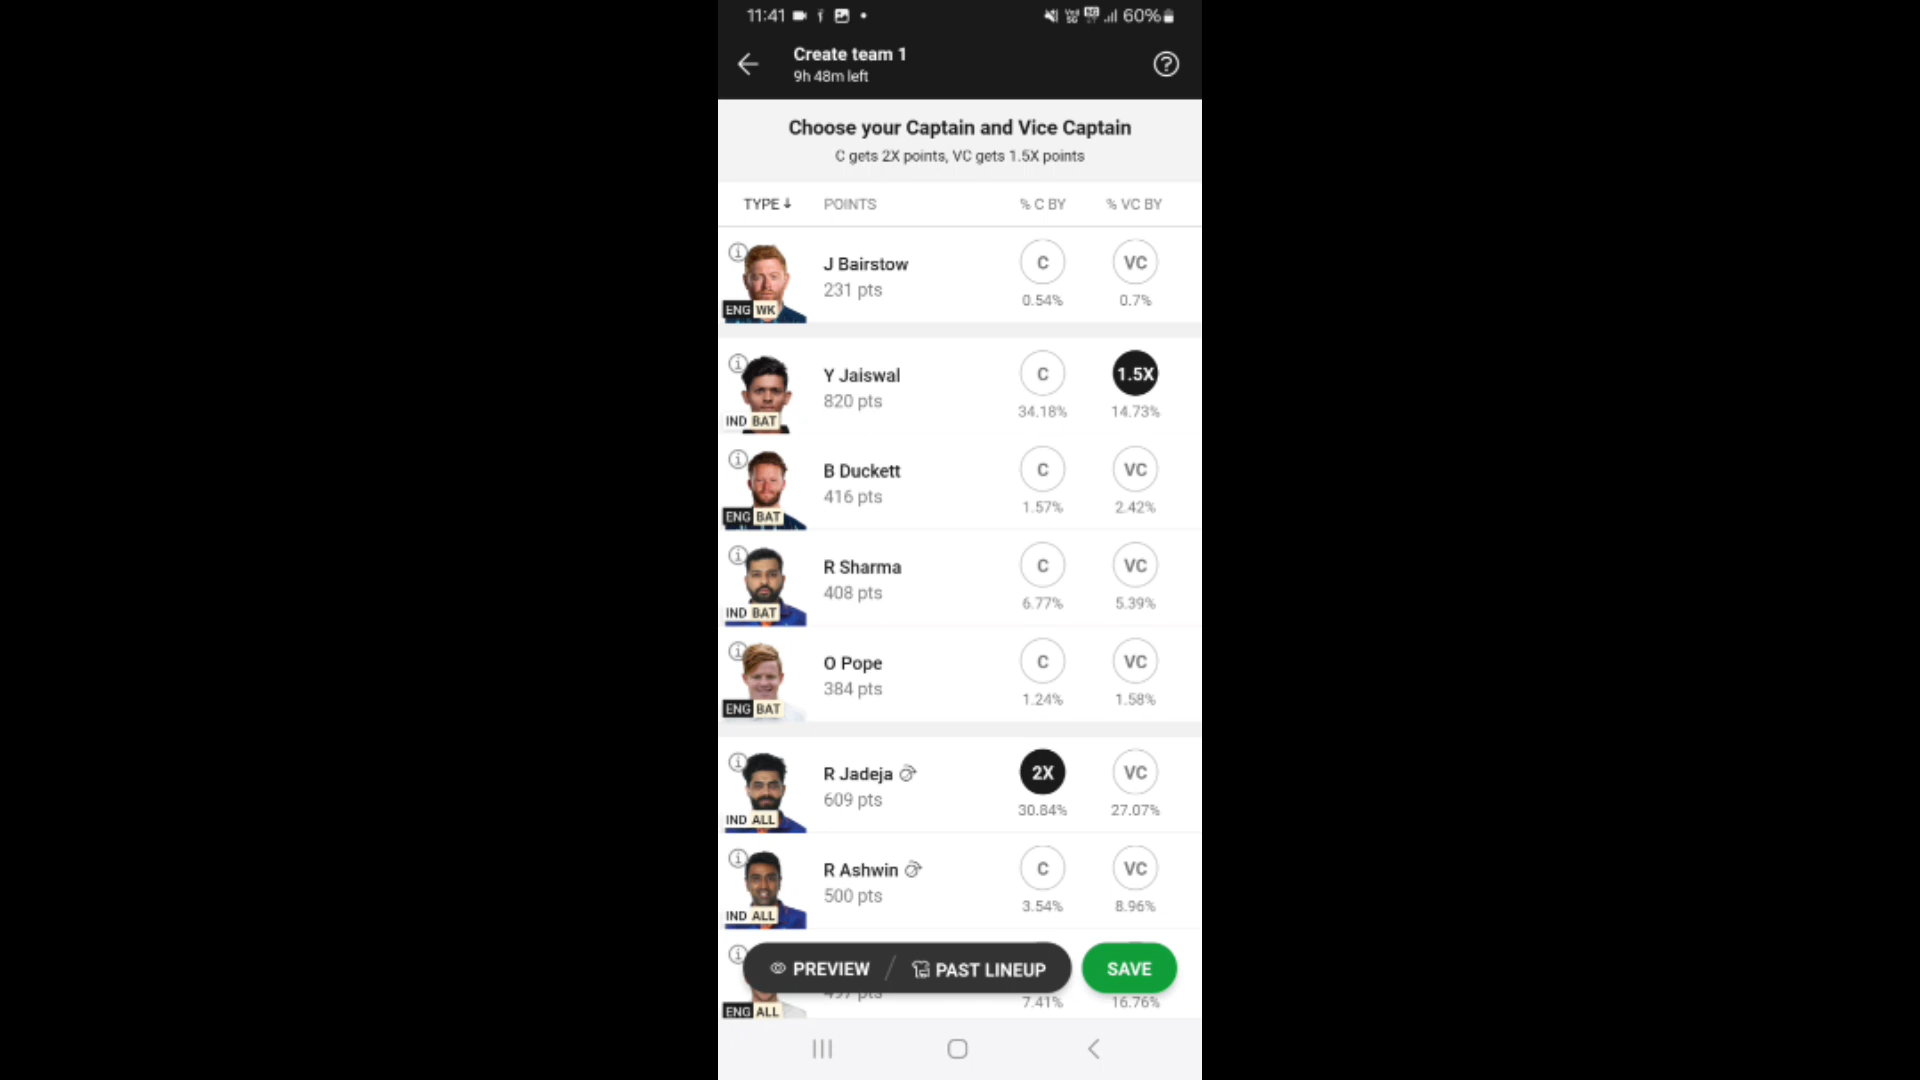 11:41
60%
Create team 1
9h 48m left
Choose your Captain and Vice Captain
C gets 2X points, VC gets 1.5X points
TYPE↓ POINTS % C BY % VC BY
J Bairstow
231 pts
C VC
0.54% 0.7%
ENG WK
Y Jaiswal
820 pts
C 1.5X
34.18% 14.73%
IND BAT
B Duckett
416 pts
C VC
1.57% 2.42%
ENG BAT
R Sharma
408 pts
C VC
6.77% 5.39%
IND BAT
O Pope
384 pts
C VC
1.24% 1.58%
ENG BAT
R Jadeja
609 pts
2X VC
30.84% 27.07%
IND ALL
R Ashwin
500 pts
C VC
3.54% 8.96%
IND ALL
PREVIEW / PAST LINEUP SAVE
497 pts
7.41% 16.76%
ENG ALL